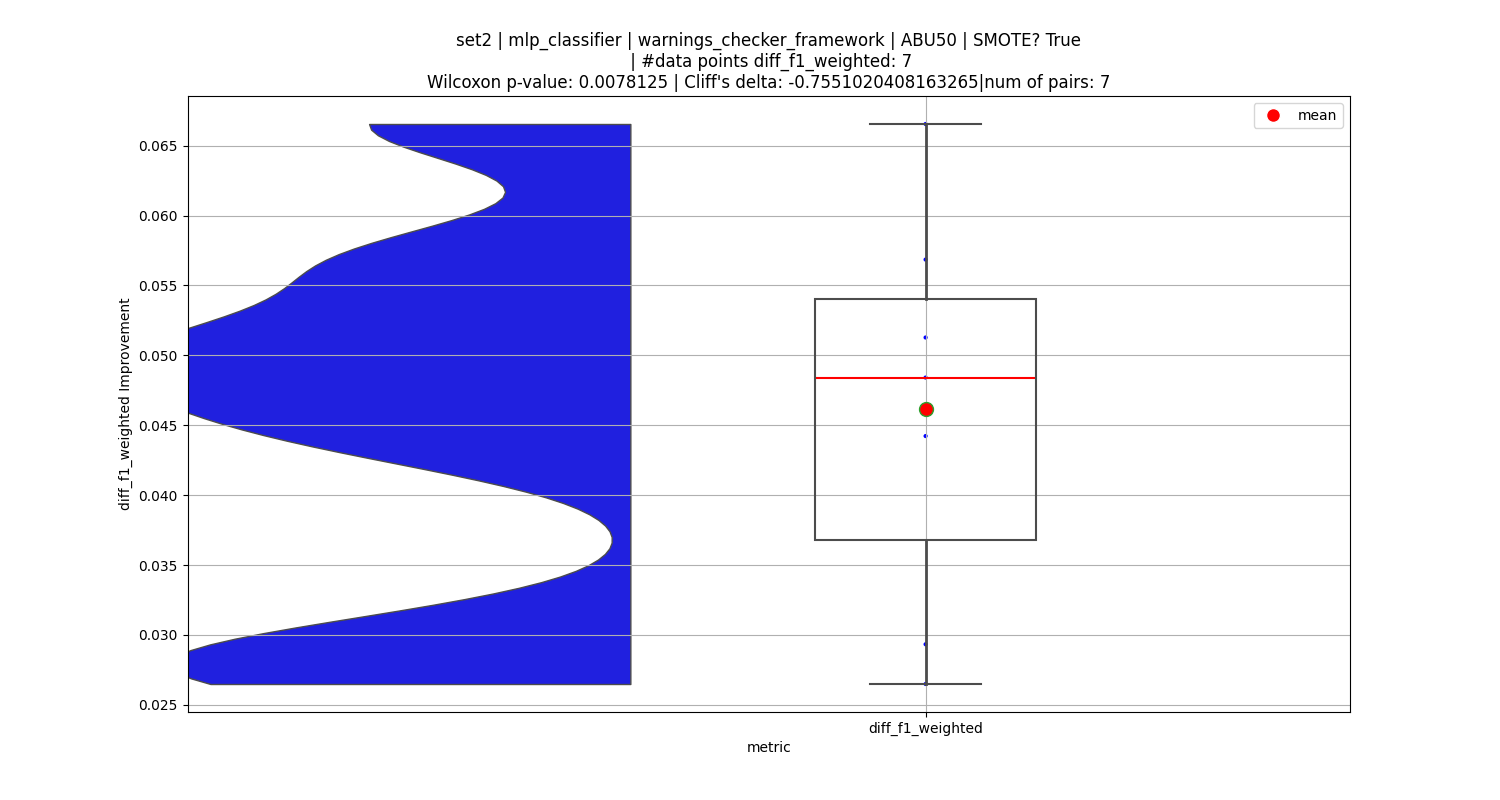 set2 | mlp_classifier | warnings_checker_framework | ABU50 | SMOTE? True
| #data points diff_f1_weighted: 7
Wilcoxon p-value: 0.0078125 | Cliff's delta: -0.7551020408163265|num of pairs: 7
mean
0.065
0.060
0.055
0.050
0.045
0.040
0.035
0.030
0.025
diff_f1_weighted Improvement
diff_f1_weighted
metric